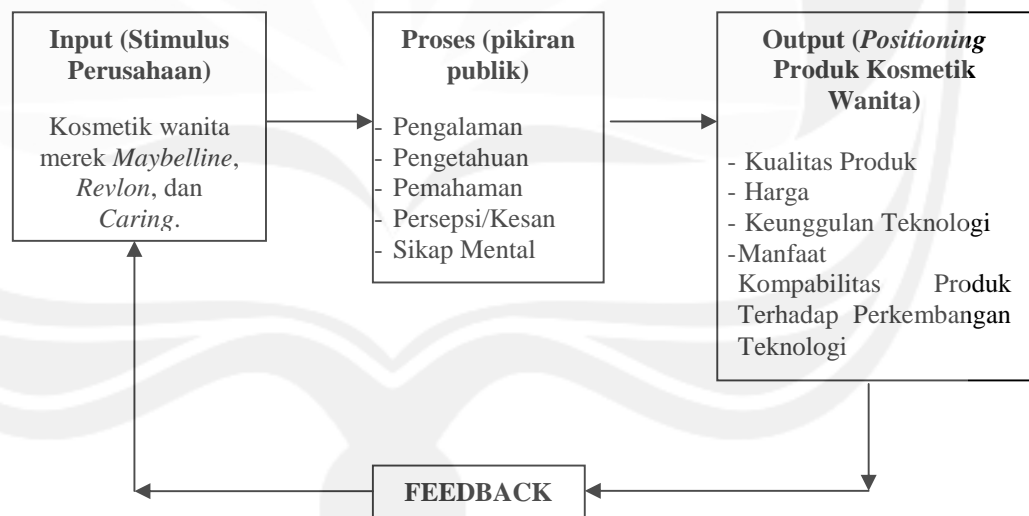 Input (Stimulus
Perusahaan)
Kosmetik wanita
merek Maybelline,
Revlon, dan
Caring.
Proses (pikiran
publik)
- Pengalaman
- Pengetahuan
- Pemahaman
- Persepsi/Kesan
- Sikap Mental
Output (Positioning
Produk Kosmetik
Wanita)
- Kualitas Produk
- Harga
- Keunggulan Teknologi
-Manfaat
Kompabilitas Produk
Terhadap Perkembangan
Teknologi
FEEDBACK